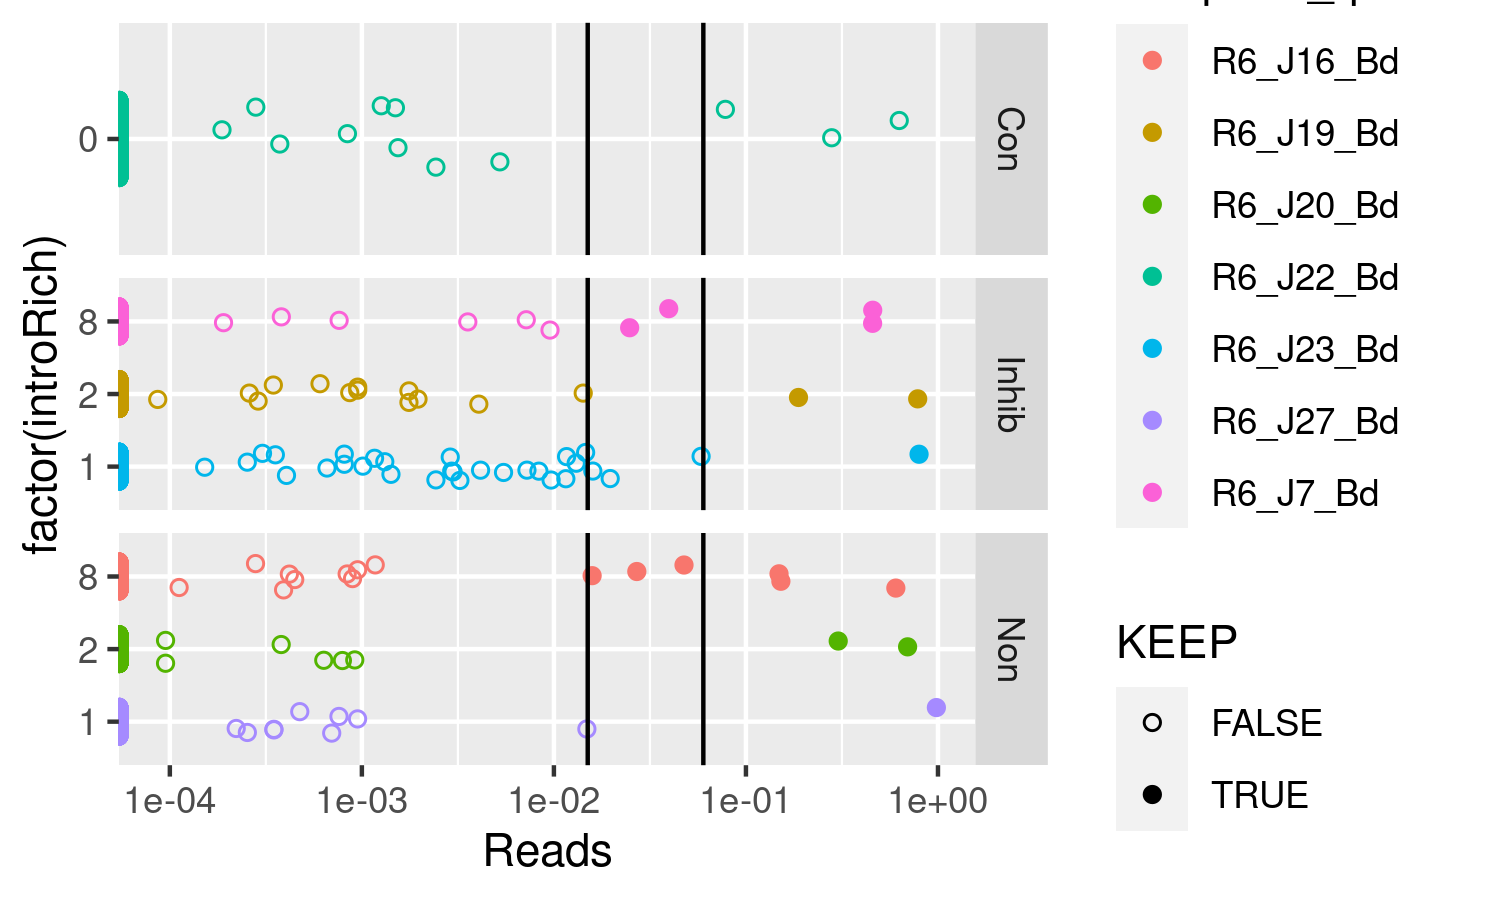 factor(introRich)
0
Con
8
2
1
Inhib
8
2
1
Non
1e-04 1e-03 1e-02 1e-01 1e+00
Reads
R6_J16_Bd
R6_J19_Bd
R6_J20_Bd
R6_J22_Bd
R6_J23_Bd
R6_J27_Bd
R6_J7_Bd
KEEP
FALSE
TRUE